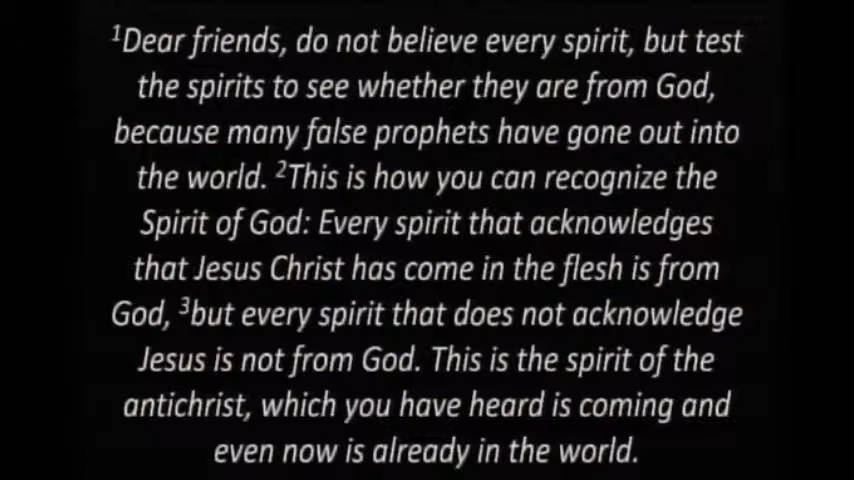 ¹Dear friends, do not believe every spirit, but test
the spirits to see whether they are from God,
because many false prophets have gone out into
the world. ²This is how you can recognize the
Spirit of God: Every spirit that acknowledges
that Jesus Christ has come in the flesh is from
God, ³but every spirit that does not acknowledge
Jesus is not from God. This is the spirit of the
antichrist, which you have heard is coming and
even now is already in the world.